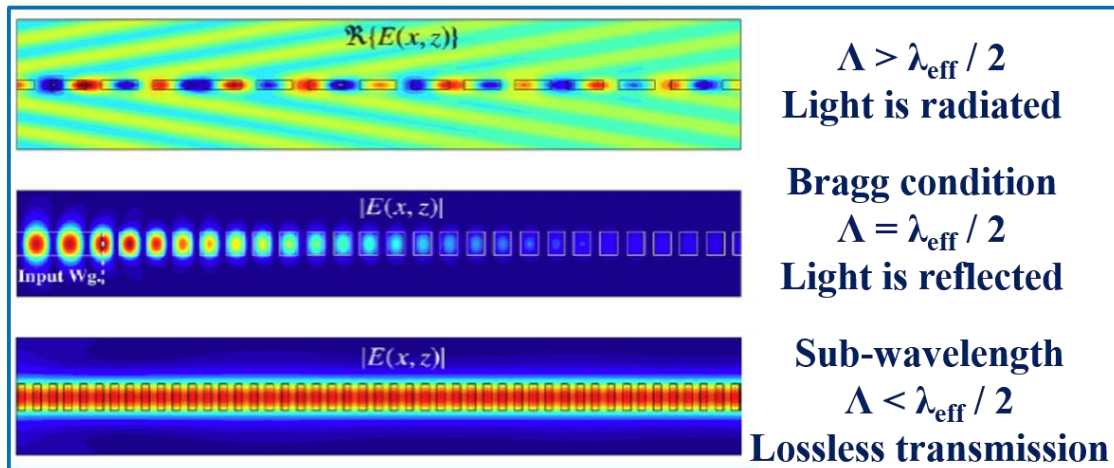 ℜ{E(x, z)}
Λ > λeff / 2
Light is radiated
|E(x, z)|
Input Wg.
Bragg condition
Λ = λeff / 2
Light is reflected
|E(x, z)|
Sub-wavelength
Λ < λeff / 2
Lossless transmission